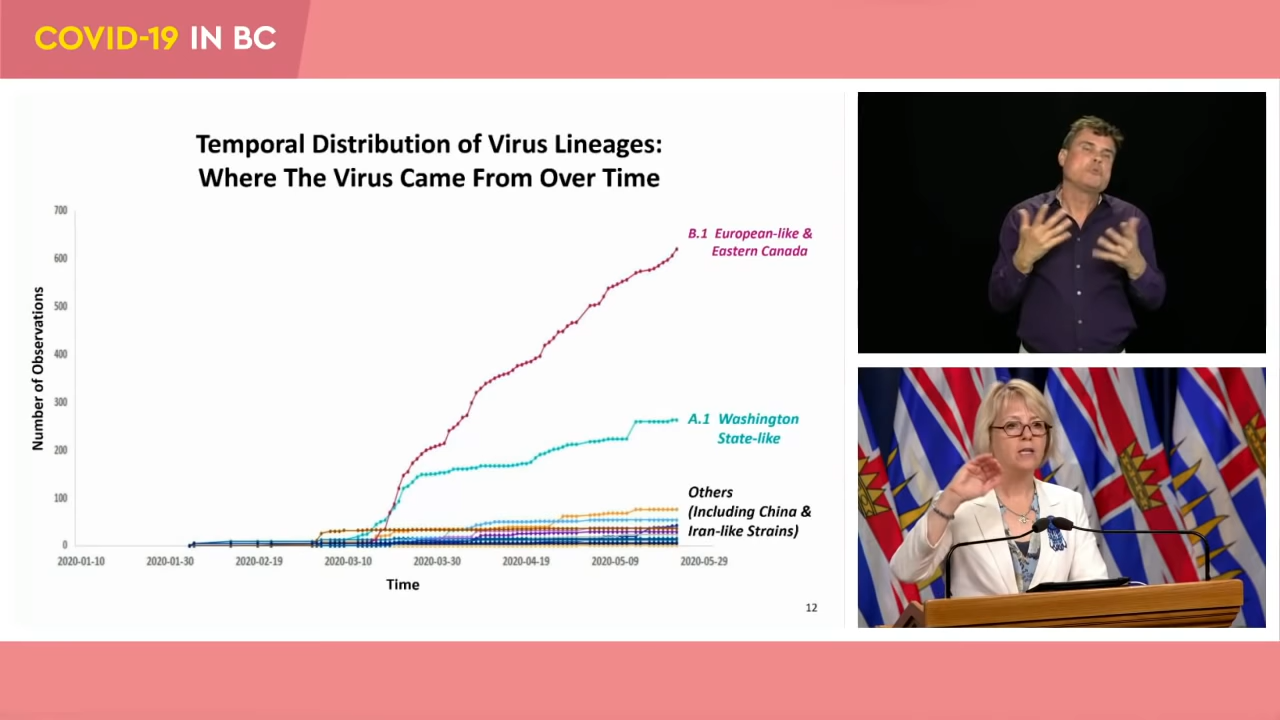 COVID-19 IN BC
Temporal Distribution of Virus Lineages:
Where The Virus Came From Over Time
Number of Observations
700
600
500
400
300
200
100
0
B.1 European-like &
Eastern Canada
A.1 Washington
State-like
Others
(Including China &
Iran-like Strains)
2020-01-10 2020-01-30 2020-02-19 2020-03-10 2020-03-30 2020-04-19 2020-05-09 2020-05-29
Time
12